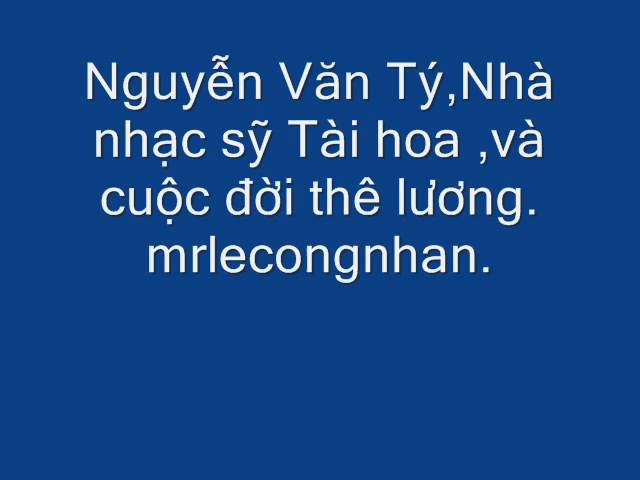 Nguyễn Văn Tý,Nhà
nhạc sỹ Tài hoa ,và
cuộc đời thê lương.
mrlecongnhan.